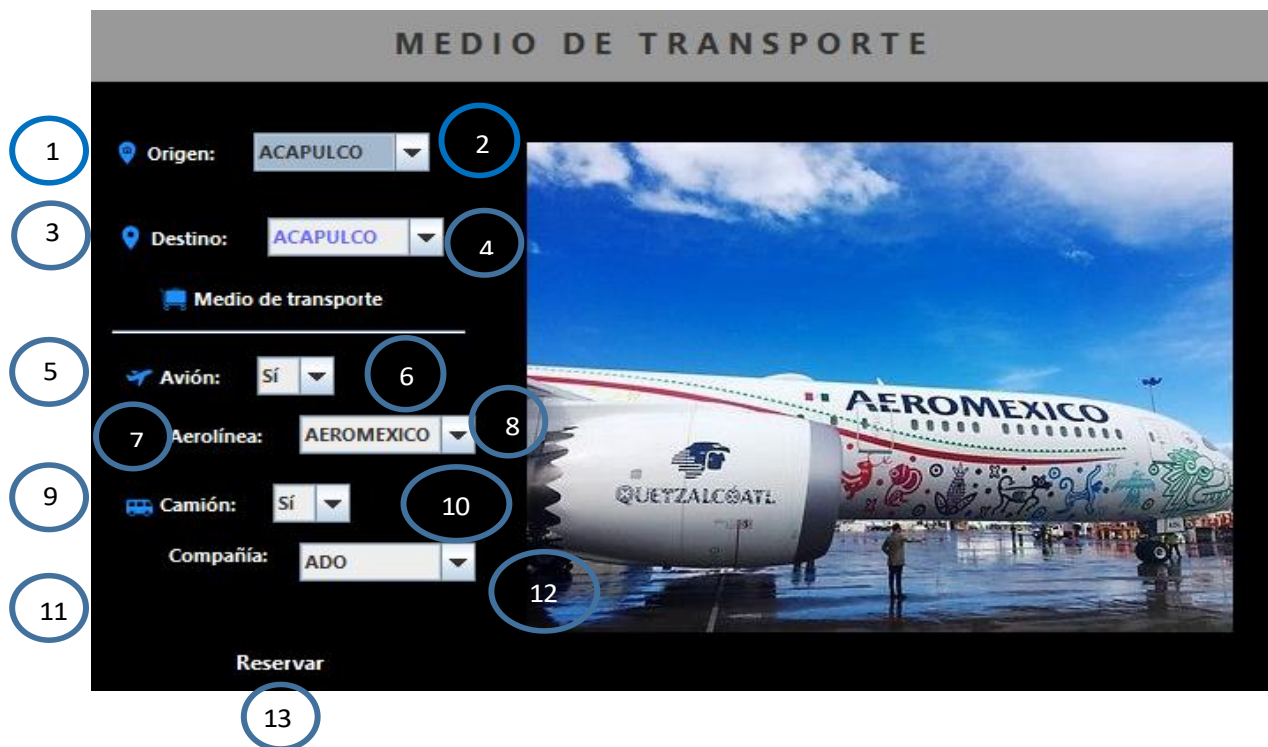 MEDIO DE TRANSPORTE
1 Origen: ACAPULCO 2
3 Destino: ACAPULCO 4
Medio de transporte
5 Avión: Sí 6
7 Aerolínea: AEROMEXICO 8
9 Camión: Sí 10
Compañía: ADO
11 12
Reservar
13
AEROMEXICO
QUETZALCOATL